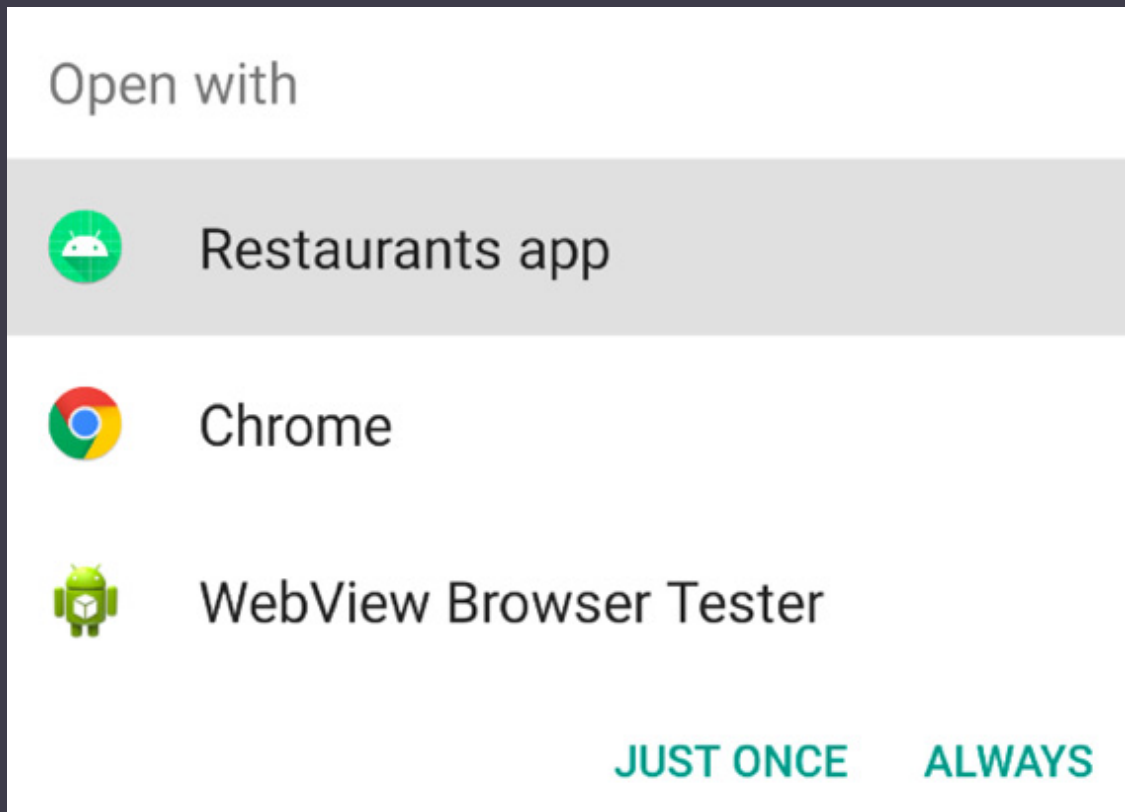 Open with
Restaurants app
Chrome
WebView Browser Tester
JUST ONCE ALWAYS